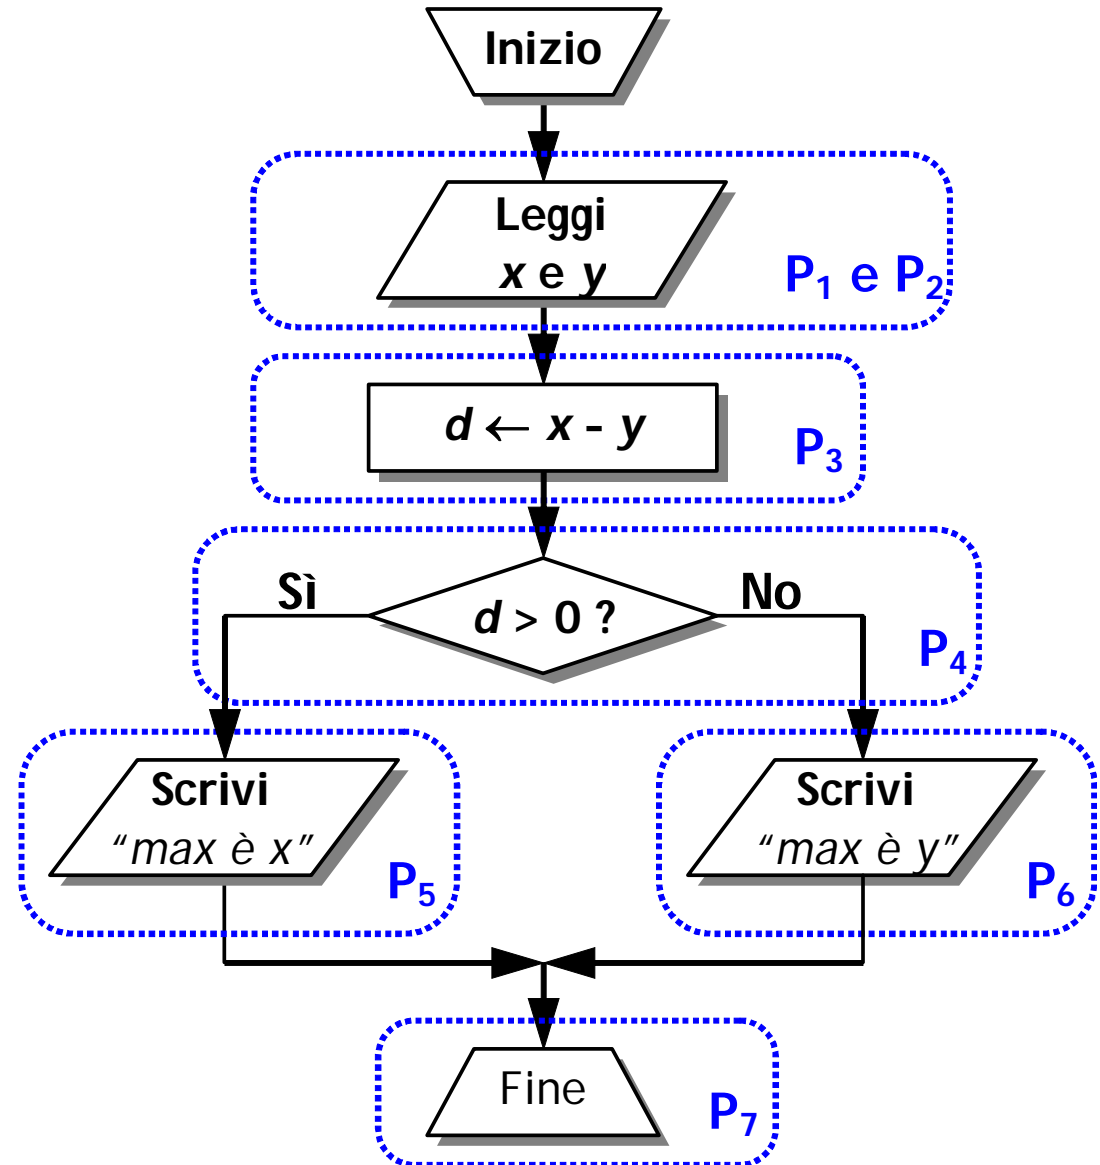 Inizio
Leggi
x e y
P1 e P2
d ← x - y
P3
Sì
No
d > 0 ?
P4
Scrivi
“max è x”
P5
Scrivi
“max è y”
P6
Fine
P7